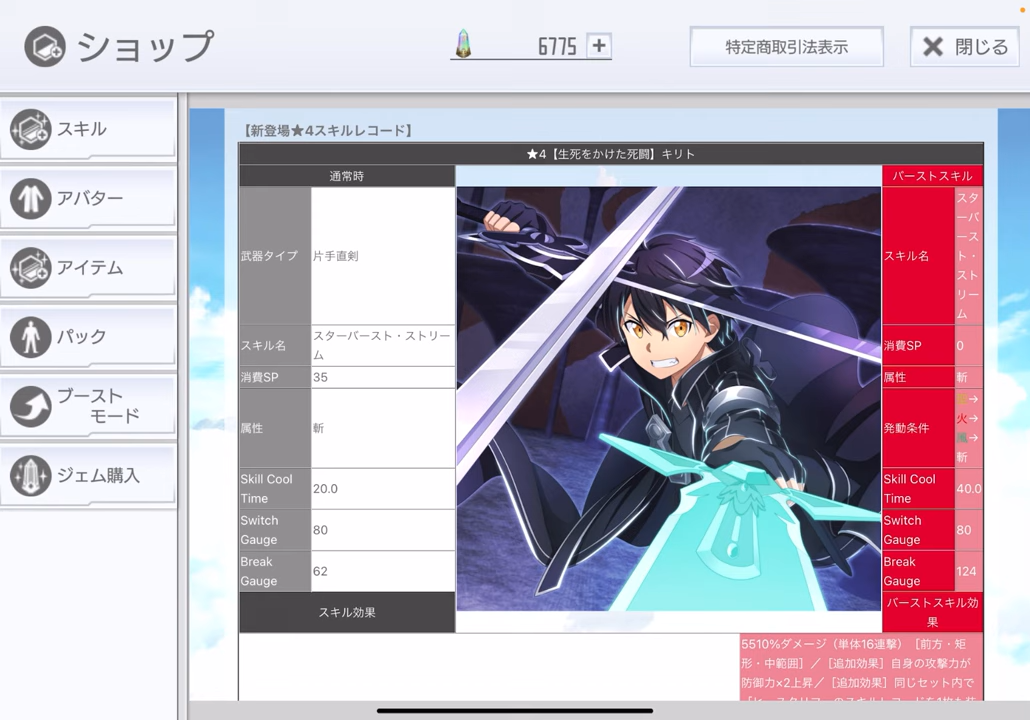 ショップ
6775
+
特定商取引法表示
閉じる
スキル
アバター
アイテム
パック
ブースト
モード
ジェム購入
【新登場★4スキルレコード】
★4【生死をかけた死闘】キリト
通常時
武器タイプ
片手直剣
スキル名
スターバースト・ストリー
ム
消費SP
35
属性
斬
Skill Cool
Time
20.0
Switch
Gauge
80
Break
Gauge
62
スキル効果
バーストスキル
スキル名
スタ
ーバ
ース
ト・
スト
リー
ム
消費SP
0
属性
斬
発動条件
→
火→
→
斬
Skill Cool
Time
40.0
Switch
Gauge
80
Break
Gauge
124
バーストスキル効
果
5510%ダメージ（単体16連撃）［前方・矩
形・中範囲］／［追加効果］自身の攻撃力が
防御力×2上昇／［追加効果］同じセット内で